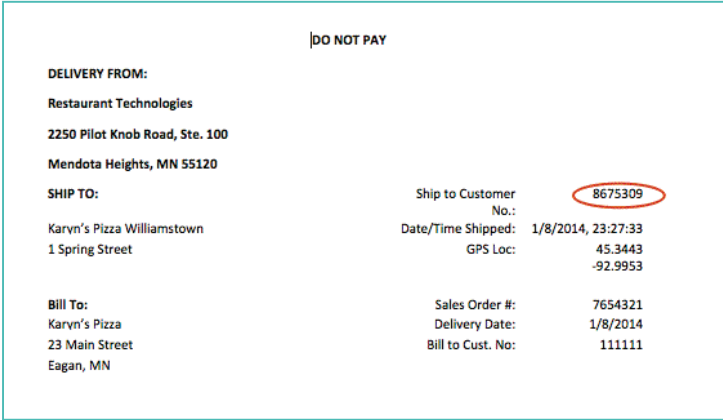 DO NOT PAY
DELIVERY FROM:
Restaurant Technologies
2250 Pilot Knob Road, Ste. 100
Mendota Heights, MN 55120
SHIP TO: Ship to Customer No.: 8675309
Karyn's Pizza Williamstown Date/Time Shipped: 1/8/2014, 23:27:33
1 Spring Street GPS Loc: 45.3443
-92.9953
Bill To: Sales Order #: 7654321
Karyn's Pizza Delivery Date: 1/8/2014
23 Main Street Bill to Cust. No: 111111
Eagan, MN